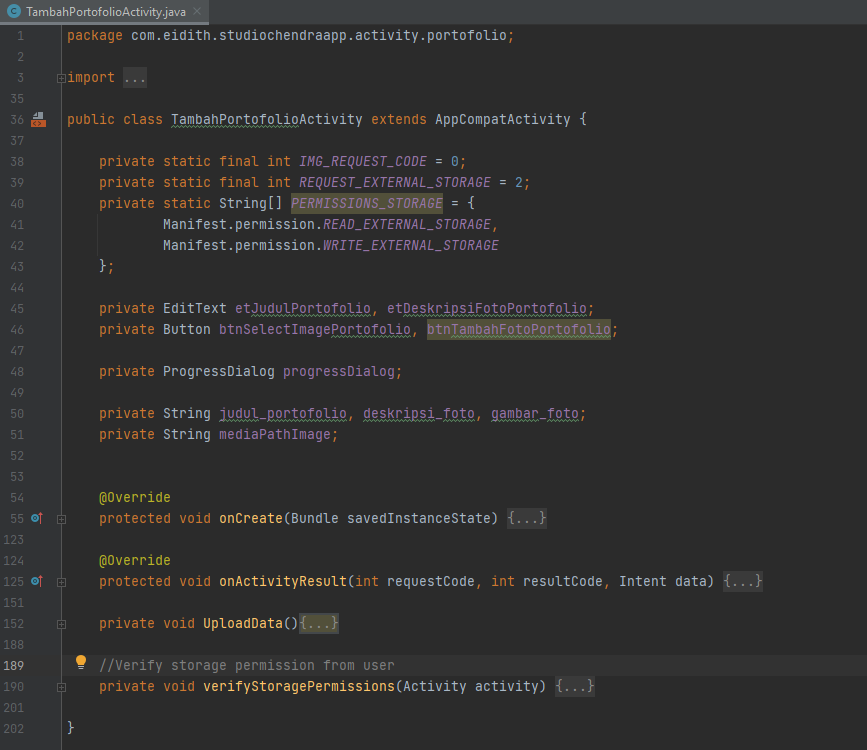 TambahPortofolioActivity.java
1 package com.eidith.studiochendraapp.activity.portofolio;
2
3 import ...
35
36 public class TambahPortofolioActivity extends AppCompatActivity {
37
38 private static final int IMG_REQUEST_CODE = 0;
39 private static final int REQUEST_EXTERNAL_STORAGE = 2;
40 private static String[] PERMISSIONS_STORAGE = {
41 Manifest.permission.READ_EXTERNAL_STORAGE,
42 Manifest.permission.WRITE_EXTERNAL_STORAGE
43 };
44
45 private EditText etJudulPortofolio, etDeskripsiFotoPortofolio;
46 private Button btnSelectImagePortofolio, btnTambahFotoPortofolio;
47
48 private ProgressDialog progressDialog;
49
50 private String judul_portofolio, deskripsi_foto, gambar_foto;
51 private String mediaPathImage;
52
53
54 @Override
55 protected void onCreate(Bundle savedInstanceState) {...}
123
124 @Override
125 protected void onActivityResult(int requestCode, int resultCode, Intent data) {...}
151
152 private void UploadData(){...}
188
189 //Verify storage permission from user
190 private void verifyStoragePermissions(Activity activity) {...}
201
202 }